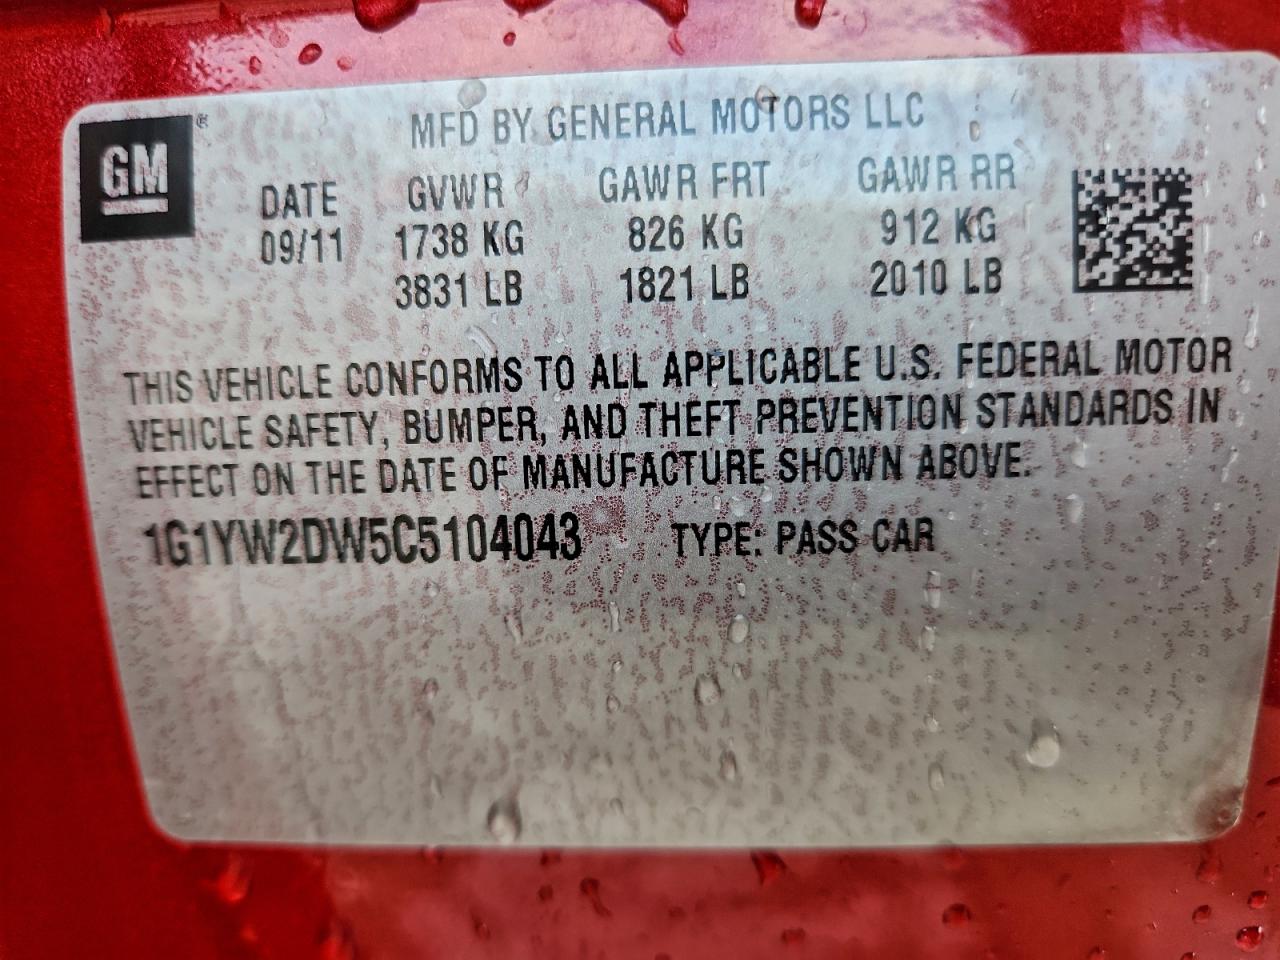 GM ®
MFD BY GENERAL MOTORS LLC
DATE GVWR GAWR FRT GAWR RR
09/11 1738 KG 826 KG 912 KG
3831 LB 1821 LB 2010 LB
THIS VEHICLE CONFORMS TO ALL APPLICABLE U.S. FEDERAL MOTOR
VEHICLE SAFETY, BUMPER, AND THEFT PREVENTION STANDARDS IN
EFFECT ON THE DATE OF MANUFACTURE SHOWN ABOVE.
1G1YW2DW5C5104043 TYPE: PASS CAR